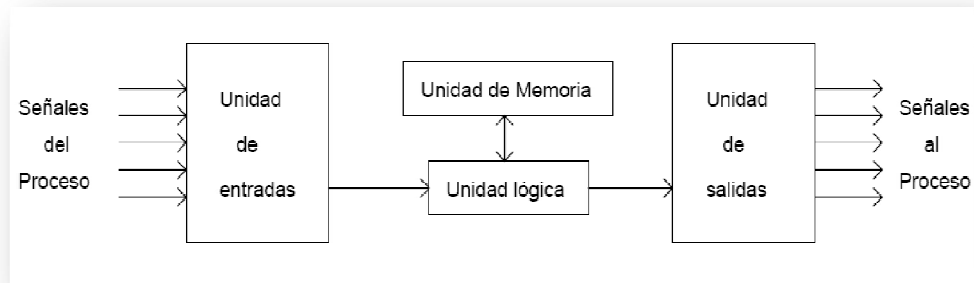 Señales
del
Proceso
Unidad
de
entradas
Unidad de Memoria
Unidad lógica
Unidad
de
salidas
Señales
al
Proceso